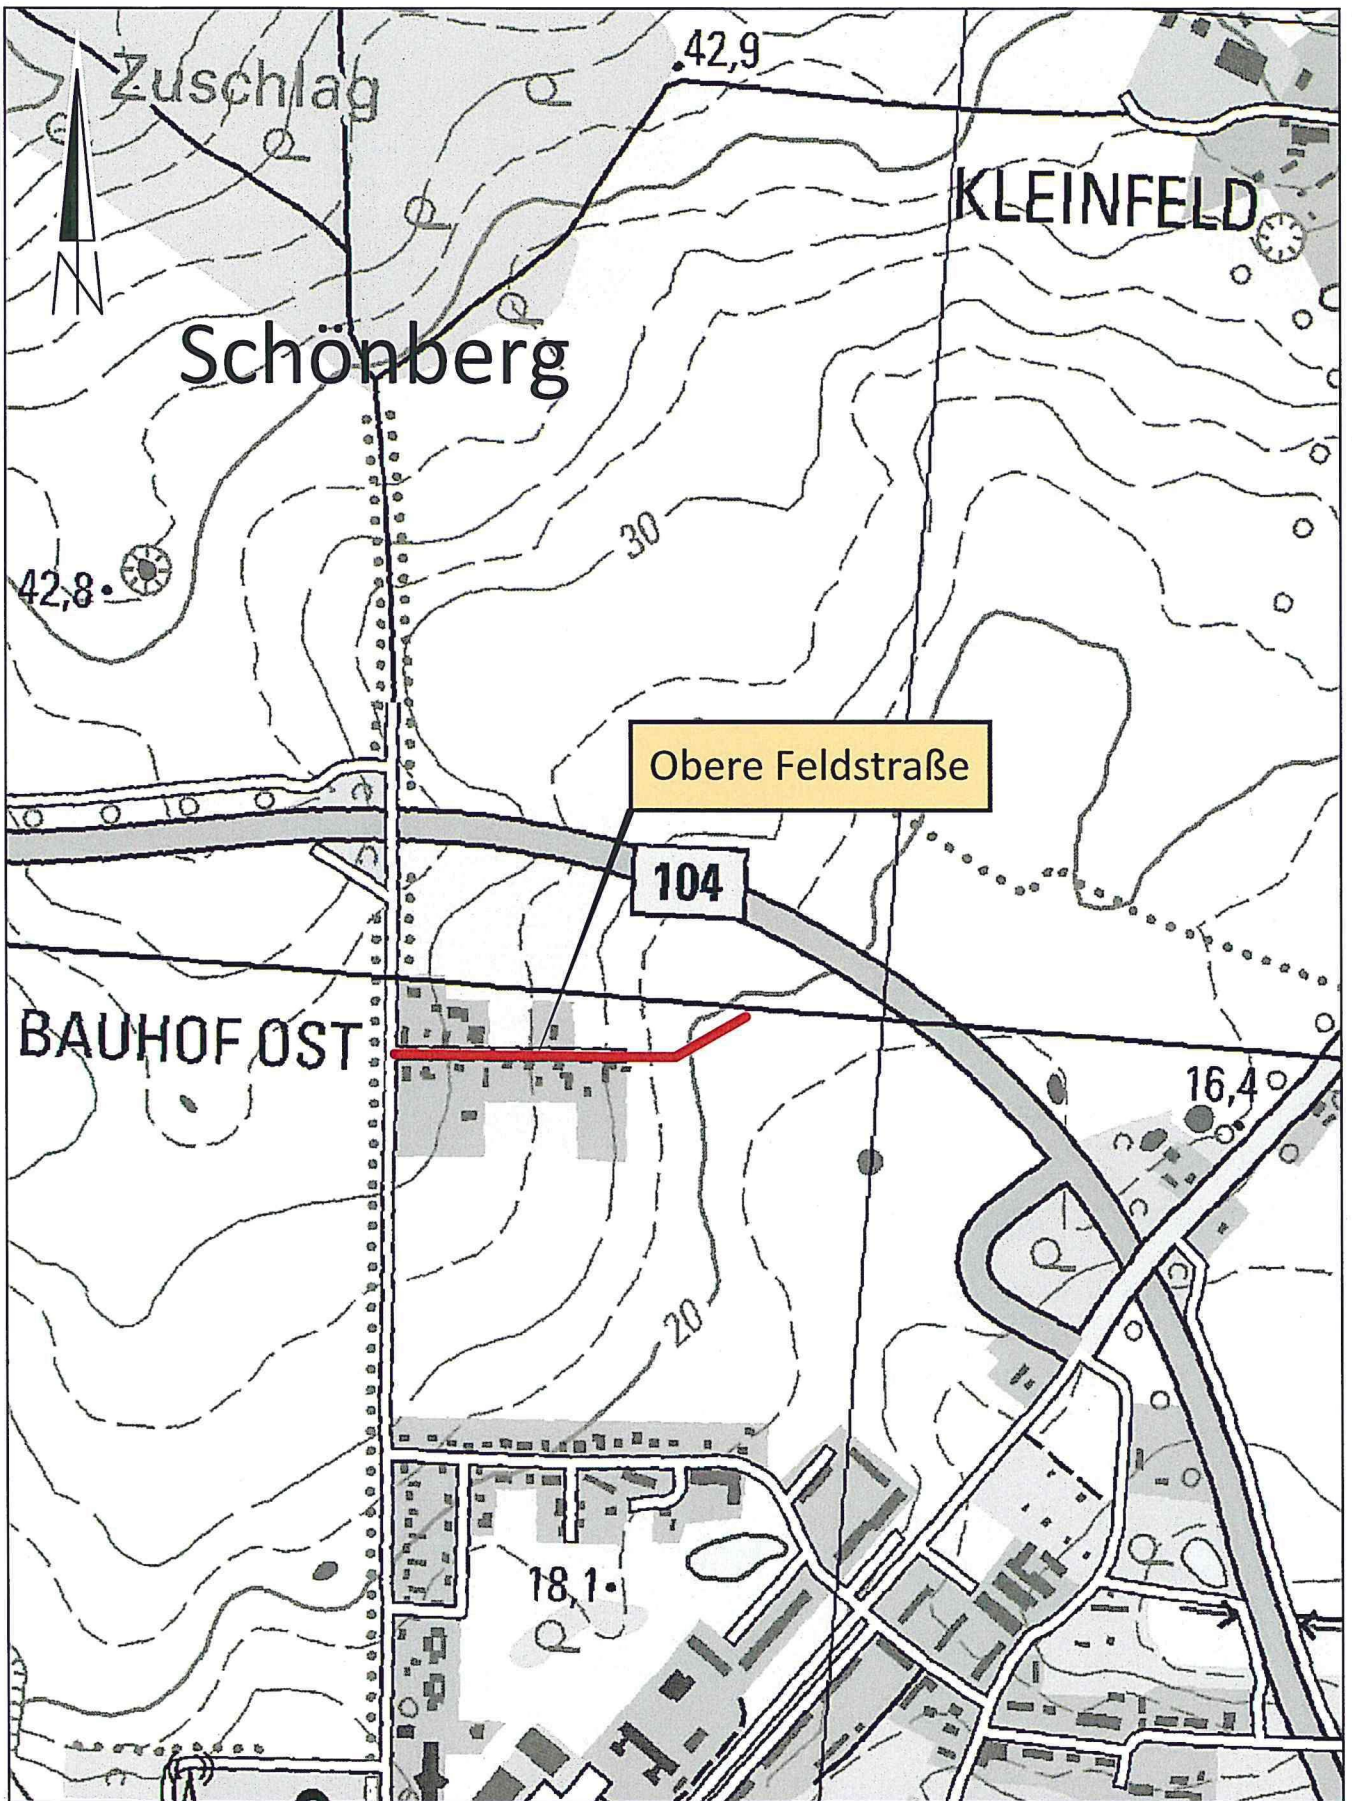 Zuschlag
42,9
KLEINFELD
N
Schönberg
30
42,8
Obere Feldstraße
104
BAUHOF OST
16,4
20
18,1